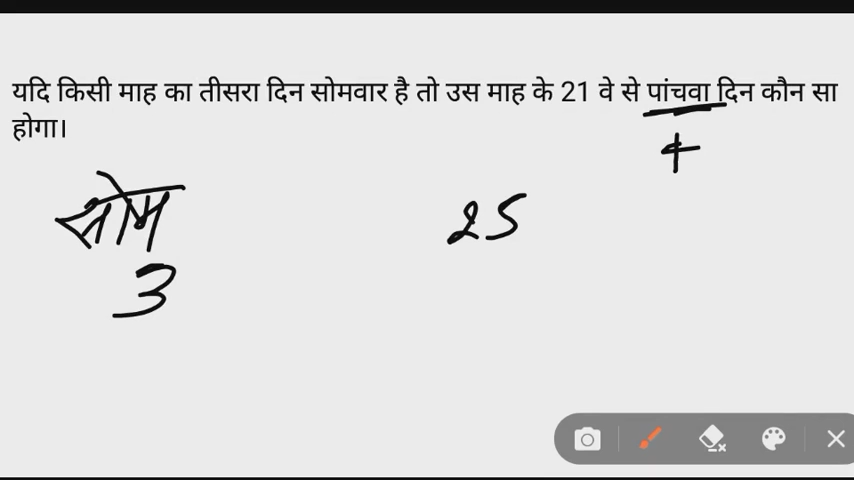 यदि किसी माह का तीसरा दिन सोमवार है तो उस माह के 21 वे से पांचवा दिन कौन सा
होगा।
+
सोम
25
3